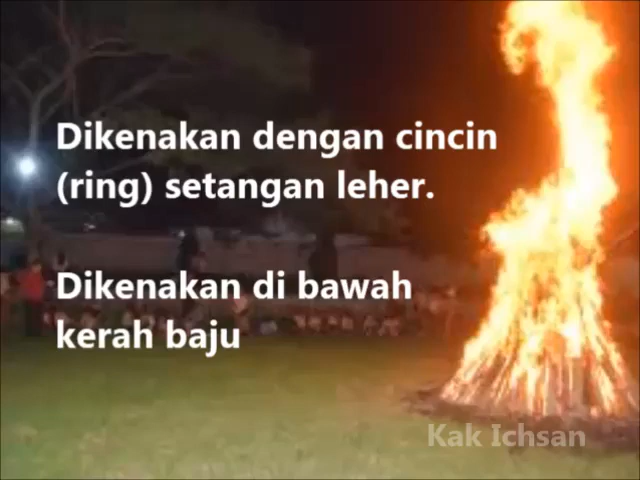 Dikenakan dengan cincin
(ring) setangan leher.
Dikenakan di bawah
kerah baju
Kak Ichsan